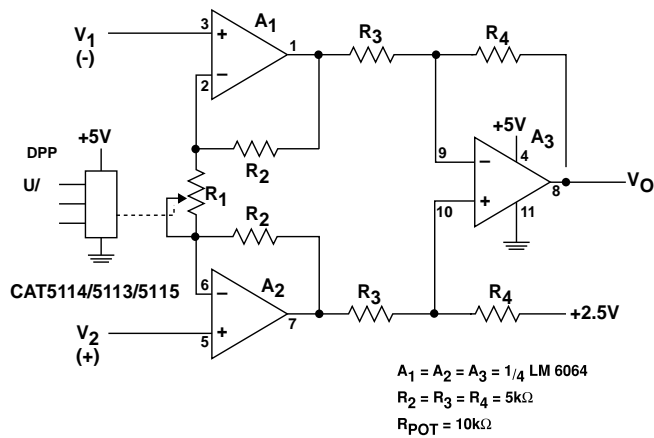 A1
R3
R4
V1
(-)
3
+
1
2
–
+5V
A3
DPP
+5V
R2
9
–
4
U/
R1
8
VO
R2
10
+
11
CAT5114/5113/5115
6
–
A2
7
R3
R4
+2.5V
V2
(+)
5
+
A1 = A2 = A3 = 1/4 LM 6064
R2 = R3 = R4 = 5kΩ
RPOT = 10kΩ